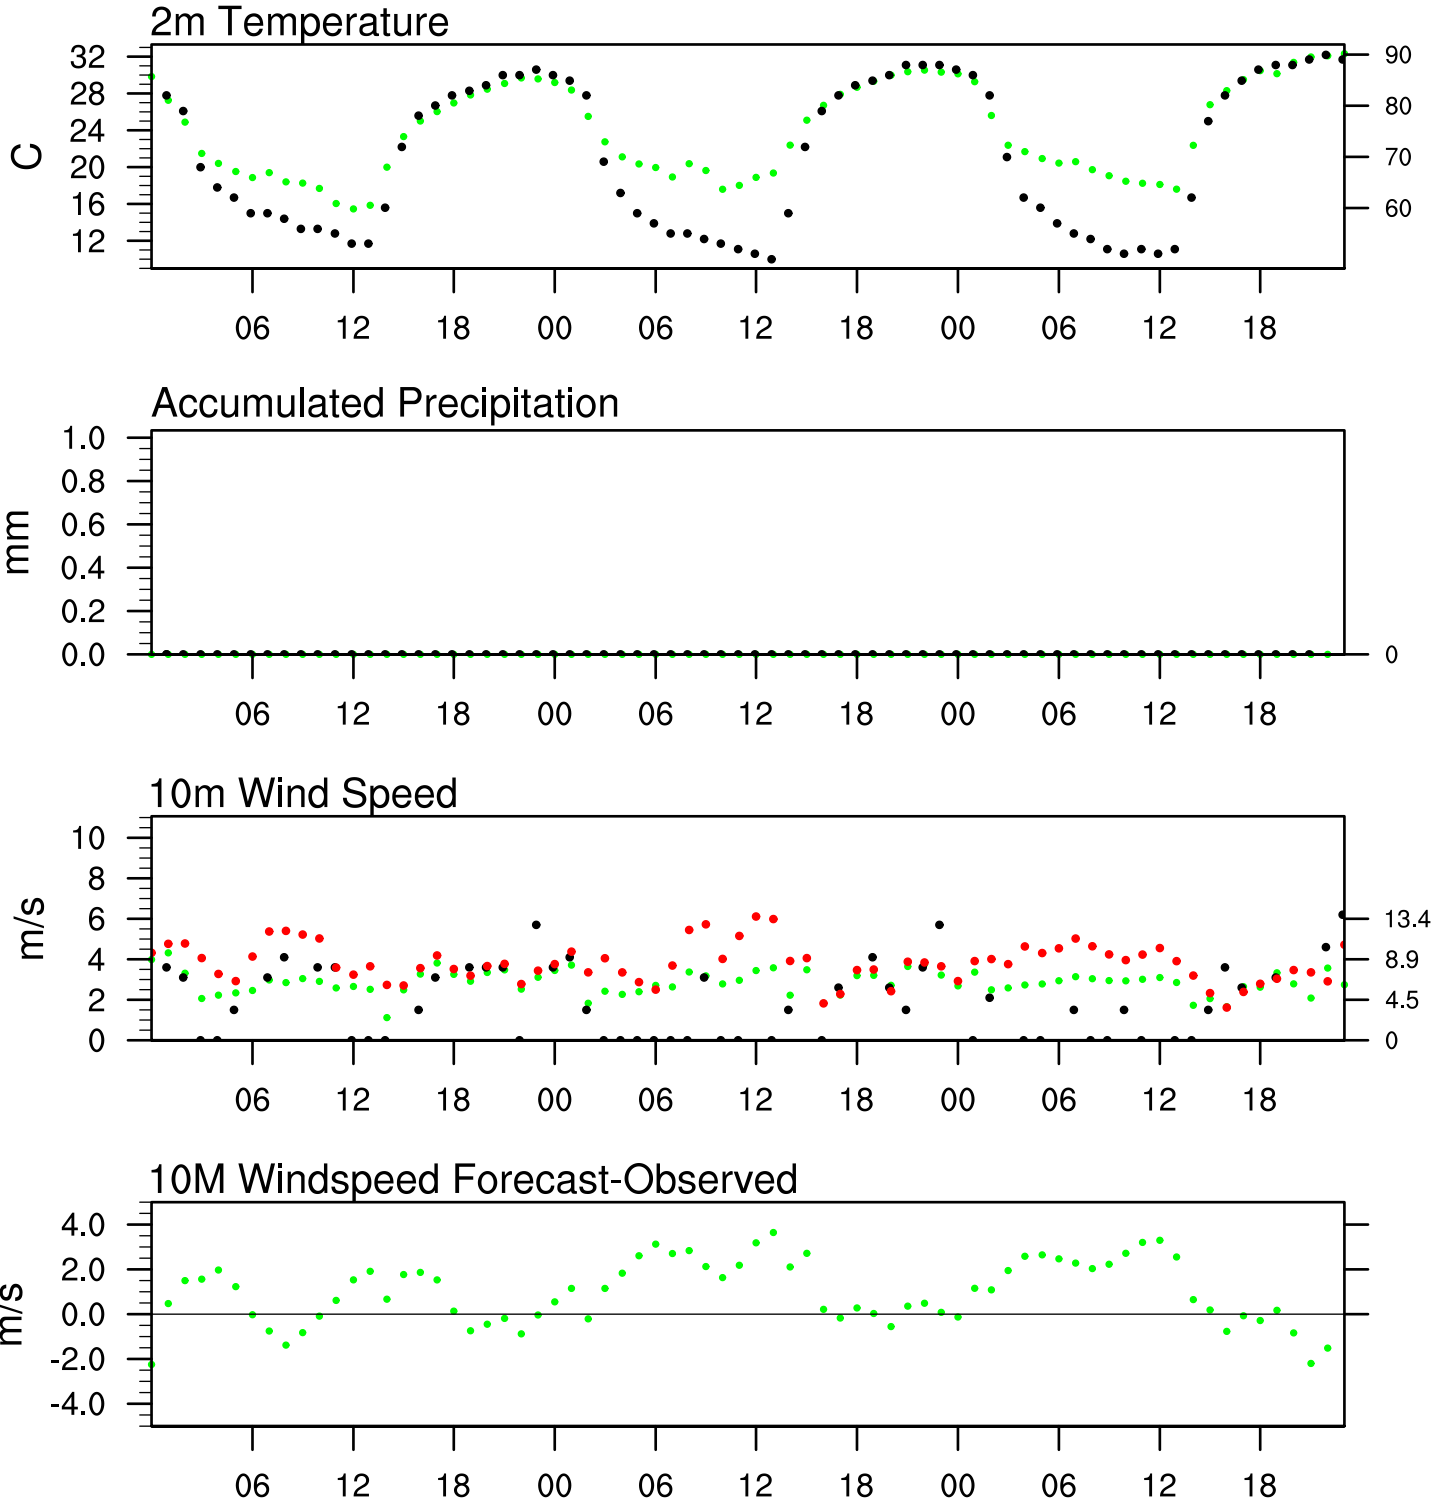 2m Temperature
32 90
28
80
24
C
20 70
16 60
12
06 12 18 00 06 12 18 00 06 12 18
Accumulated Precipitation
1.0
0.8
0.6
mm
0.4
0.2
0.0 0
06 12 18 00 06 12 18 00 06 12 18
10m Wind Speed
10
8
6 13.4
m/s
4 8.9
2 4.5
0 0
06 12 18 00 06 12 18 00 06 12 18
10M Windspeed Forecast-Observed
4.0
2.0
0.0
m/s
-2.0
-4.0
06 12 18 00 06 12 18 00 06 12 18